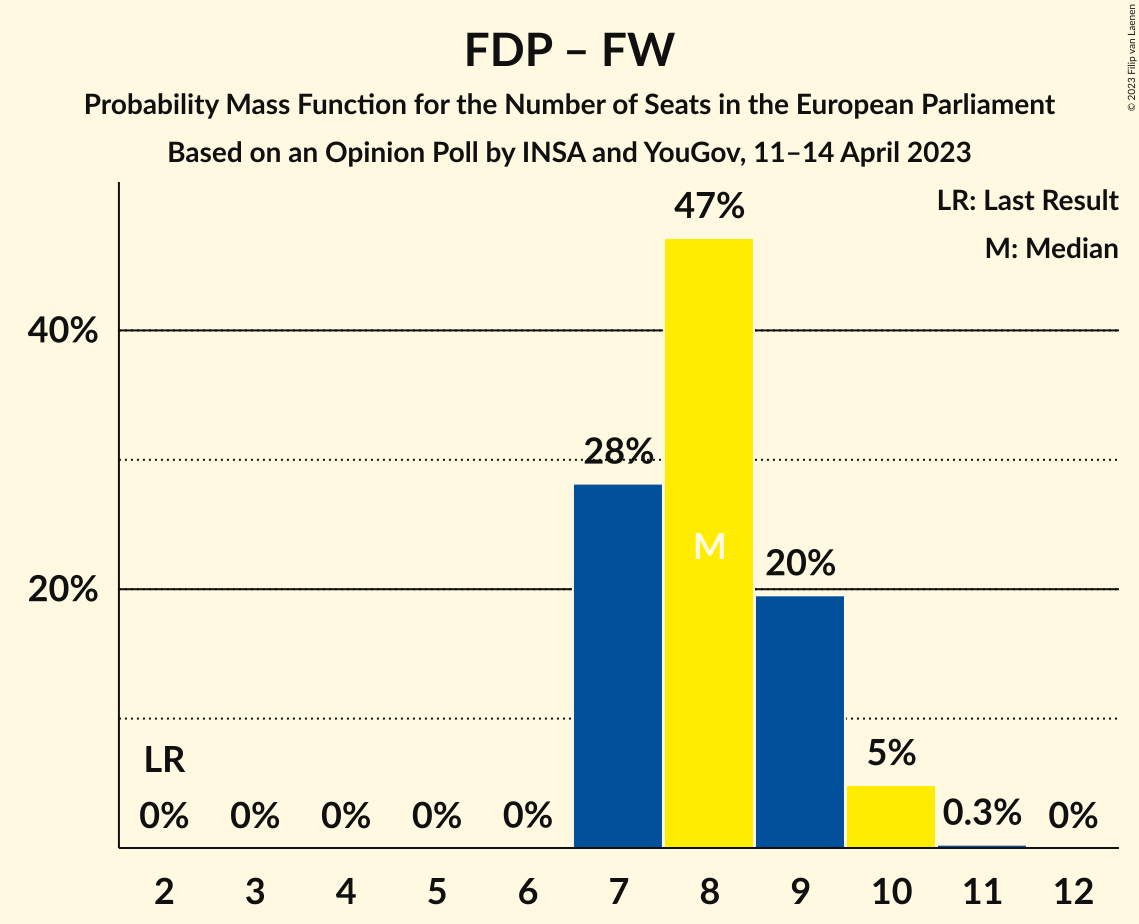 FDP – FW
Probability Mass Function for the Number of Seats in the European Parliament
Based on an Opinion Poll by INSA and YouGov, 11–14 April 2023
© 2023 Filip van Laenen
LR: Last Result
M: Median
47%
40%
28%
M
20%
20%
LR
5%
0% 0% 0% 0% 0% 0.3% 0%
2 3 4 5 6 7 8 9 10 11 12